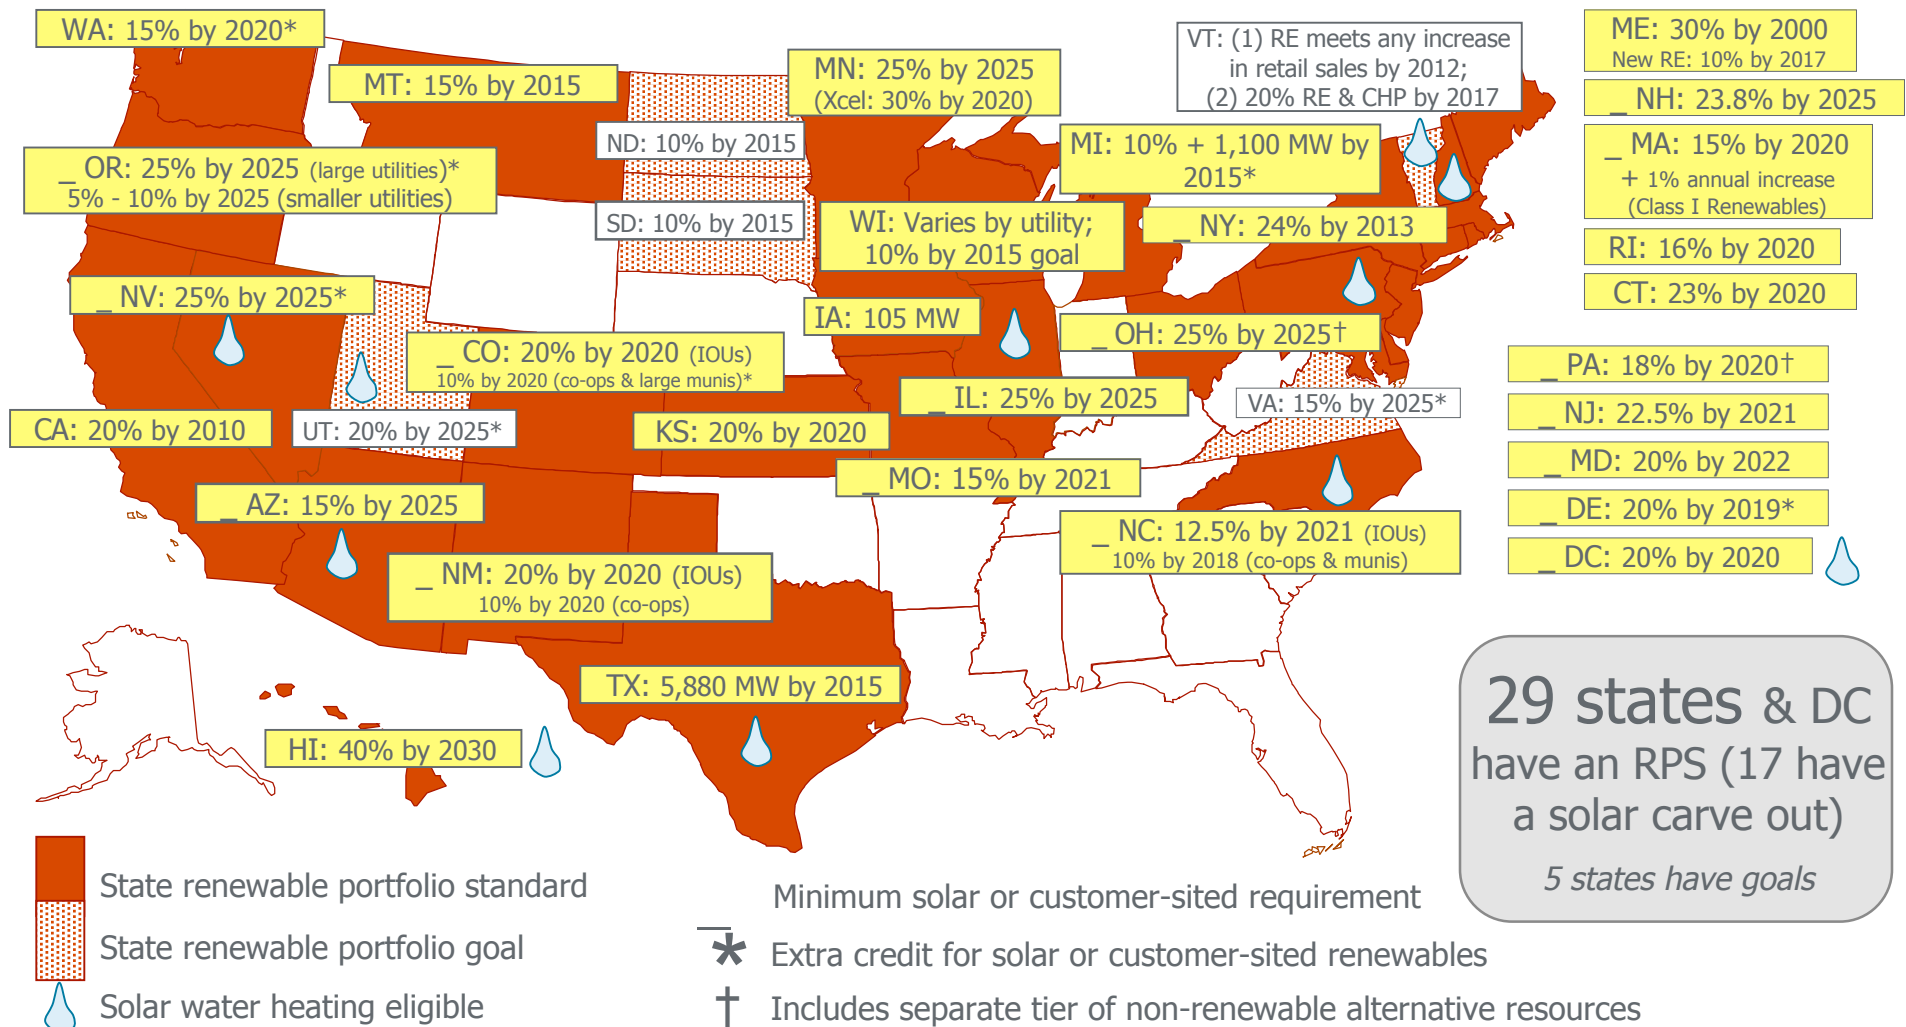 WA: 15% by 2020*
MT: 15% by 2015
MN: 25% by 2025
(Xcel: 30% by 2020)
VT: (1) RE meets any increase
in retail sales by 2012;
(2) 20% RE & CHP by 2017
ME: 30% by 2000
New RE: 10% by 2017
_ NH: 23.8% by 2025
ND: 10% by 2015
MI: 10% + 1,100 MW by
2015*
_ MA: 15% by 2020
+ 1% annual increase
(Class I Renewables)
_ OR: 25% by 2025 (large utilities)*
5% - 10% by 2025 (smaller utilities)
SD: 10% by 2015
WI: Varies by utility;
10% by 2015 goal
_ NY: 24% by 2013
RI: 16% by 2020
CT: 23% by 2020
_ NV: 25% by 2025*
IA: 105 MW
_ OH: 25% by 2025†
_ CO: 20% by 2020 (IOUs)
10% by 2020 (co-ops & large munis)*
_ PA: 18% by 2020†
_ IL: 25% by 2025
VA: 15% by 2025*
_ NJ: 22.5% by 2021
CA: 20% by 2010
UT: 20% by 2025*
KS: 20% by 2020
_ MD: 20% by 2022
_ MO: 15% by 2021
_ AZ: 15% by 2025
_ DE: 20% by 2019*
_ NC: 12.5% by 2021 (IOUs)
10% by 2018 (co-ops & munis)
_ DC: 20% by 2020
_ NM: 20% by 2020 (IOUs)
10% by 2020 (co-ops)
TX: 5,880 MW by 2015
HI: 40% by 2030
29 states & DC
have an RPS (17 have
a solar carve out)
5 states have goals
State renewable portfolio standard
State renewable portfolio goal
Solar water heating eligible
_ Minimum solar or customer-sited requirement
* Extra credit for solar or customer-sited renewables
† Includes separate tier of non-renewable alternative resources